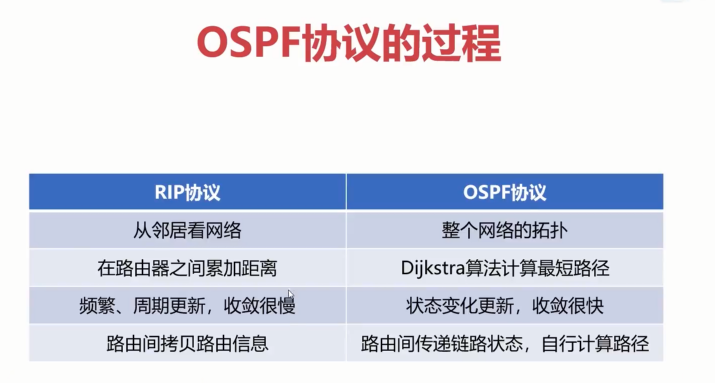 OSPF协议的过程
RIP协议 OSPF协议
从邻居看网络 整个网络的拓扑
在路由器之间累加距离 Dijkstra算法计算最短路径
频繁、周期更新，收敛很慢 状态变化更新，收敛很快
路由间拷贝路由信息 路由间传递链路状态，自行计算路径